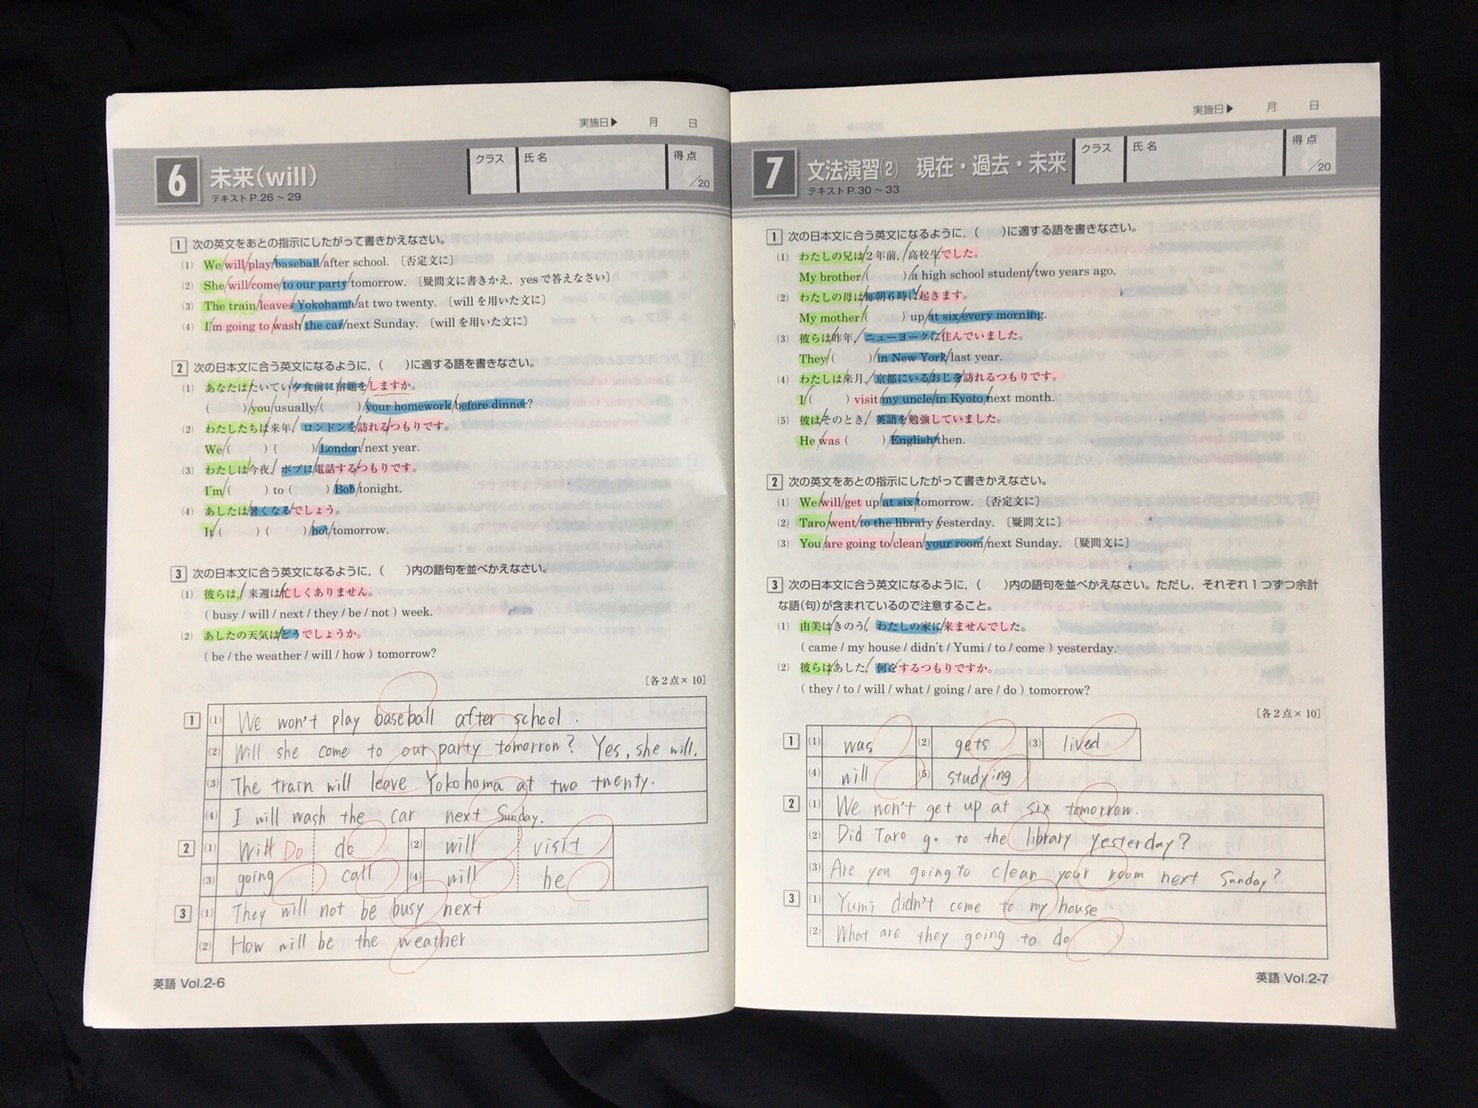 実施日▶ 月 日
6 未来(will)
テキストP.26～29
クラス 氏名 得点 /20
1 次の英文をあとの指示にしたがって書きかえなさい。
(1) We/will/play/baseball/after school. 〔否定文に〕
(2) She/will/come/to our party/tomorrow. 〔疑問文に書きかえ, yesで答えなさい〕
(3) The train/leaves/Yokohama/at two twenty. 〔willを用いた文に〕
(4) I'm going to/wash/the car/next Sunday. 〔willを用いた文に〕
2 次の日本文に合う英文になるように, ( )に適する語を書きなさい。
(1) あなたは/たいてい/夕食前に/宿題を/しますか。
( )/you/usually/( )/your homework/before dinner?
(2) わたしたちは/来年,/ロンドンを/訪れる/つもりです。
We/( ) ( )/London/next year.
(3) わたしは/今夜,/ボブに/電話する/つもりです。
I'm/( ) to ( )/Bob/tonight.
(4) あしたは/暑くなる/でしょう。
It/( ) ( )/hot/tomorrow.
3 次の日本文に合う英文になるように, ( )内の語句を並べかえなさい。
(1) 彼らは,/来週は/忙しくありません。
( busy / will / next / they / be / not ) week.
(2) あしたの天気は/どう/でしょうか。
( be / the weather / will / how ) tomorrow?
[各2点×10]
1 (1) We won't play baseball after school.
(2) Will she come to our party tomorrow? Yes, she will.
(3) The train will leave Yokohama at two twenty.
(4) I will wash the car next Sunday.
2 (1) Will Do do (2) will visit
(3) going call (4) will be
3 (1) They will not be busy next
(2) How will be the weather
英語 Vol.2-6
実施日▶ 月 日
7 文法演習(2) 現在・過去・未来
テキストP.30～33
クラス 氏名 得点 /20
1 次の日本文に合う英文になるように, ( )に適する語を書きなさい。
(1) わたしの兄は/2年前,/高校生/でした。
My brother/( )/a high school student/two years ago.
(2) わたしの母は/毎朝6時に/起きます。
My mother/( ) up/at six/every morning.
(3) 彼らは/昨年,/ニューヨークに/住んでいました。
They/( )/in New York/last year.
(4) わたしは/来月,/京都にいるおじを/訪れるつもりです。
I/( ) visit/my uncle/in Kyoto/next month.
(5) 彼は/そのとき,/英語を/勉強していました。
He/was ( )/English/then.
2 次の英文をあとの指示にしたがって書きかえなさい。
(1) We/will/get up/at six/tomorrow. 〔否定文に〕
(2) Taro/went/to the library/yesterday. 〔疑問文に〕
(3) You/are going to/clean/your room/next Sunday. 〔疑問文に〕
3 次の日本文に合う英文になるように, ( )内の語句を並べかえなさい。ただし, それぞれ1つずつ余計
な語(句)が含まれているので注意すること。
(1) 由美は/きのう,/わたしの家に/来ませんでした。
( came / my house / didn't / Yumi / to / come ) yesterday.
(2) 彼らは/あした,/何を/するつもりですか。
( they / to / will / what / going / are / do ) tomorrow?
[各2点×10]
1 (1) was (2) gets (3) lived
(4) will (5) studying
2 (1) We won't get up at six tomorrow.
(2) Did Taro go to the library yesterday?
(3) Are you going to clean your room next Sunday?
3 (1) Yumi didn't come to my house
(2) What are they going to do
英語 Vol.2-7